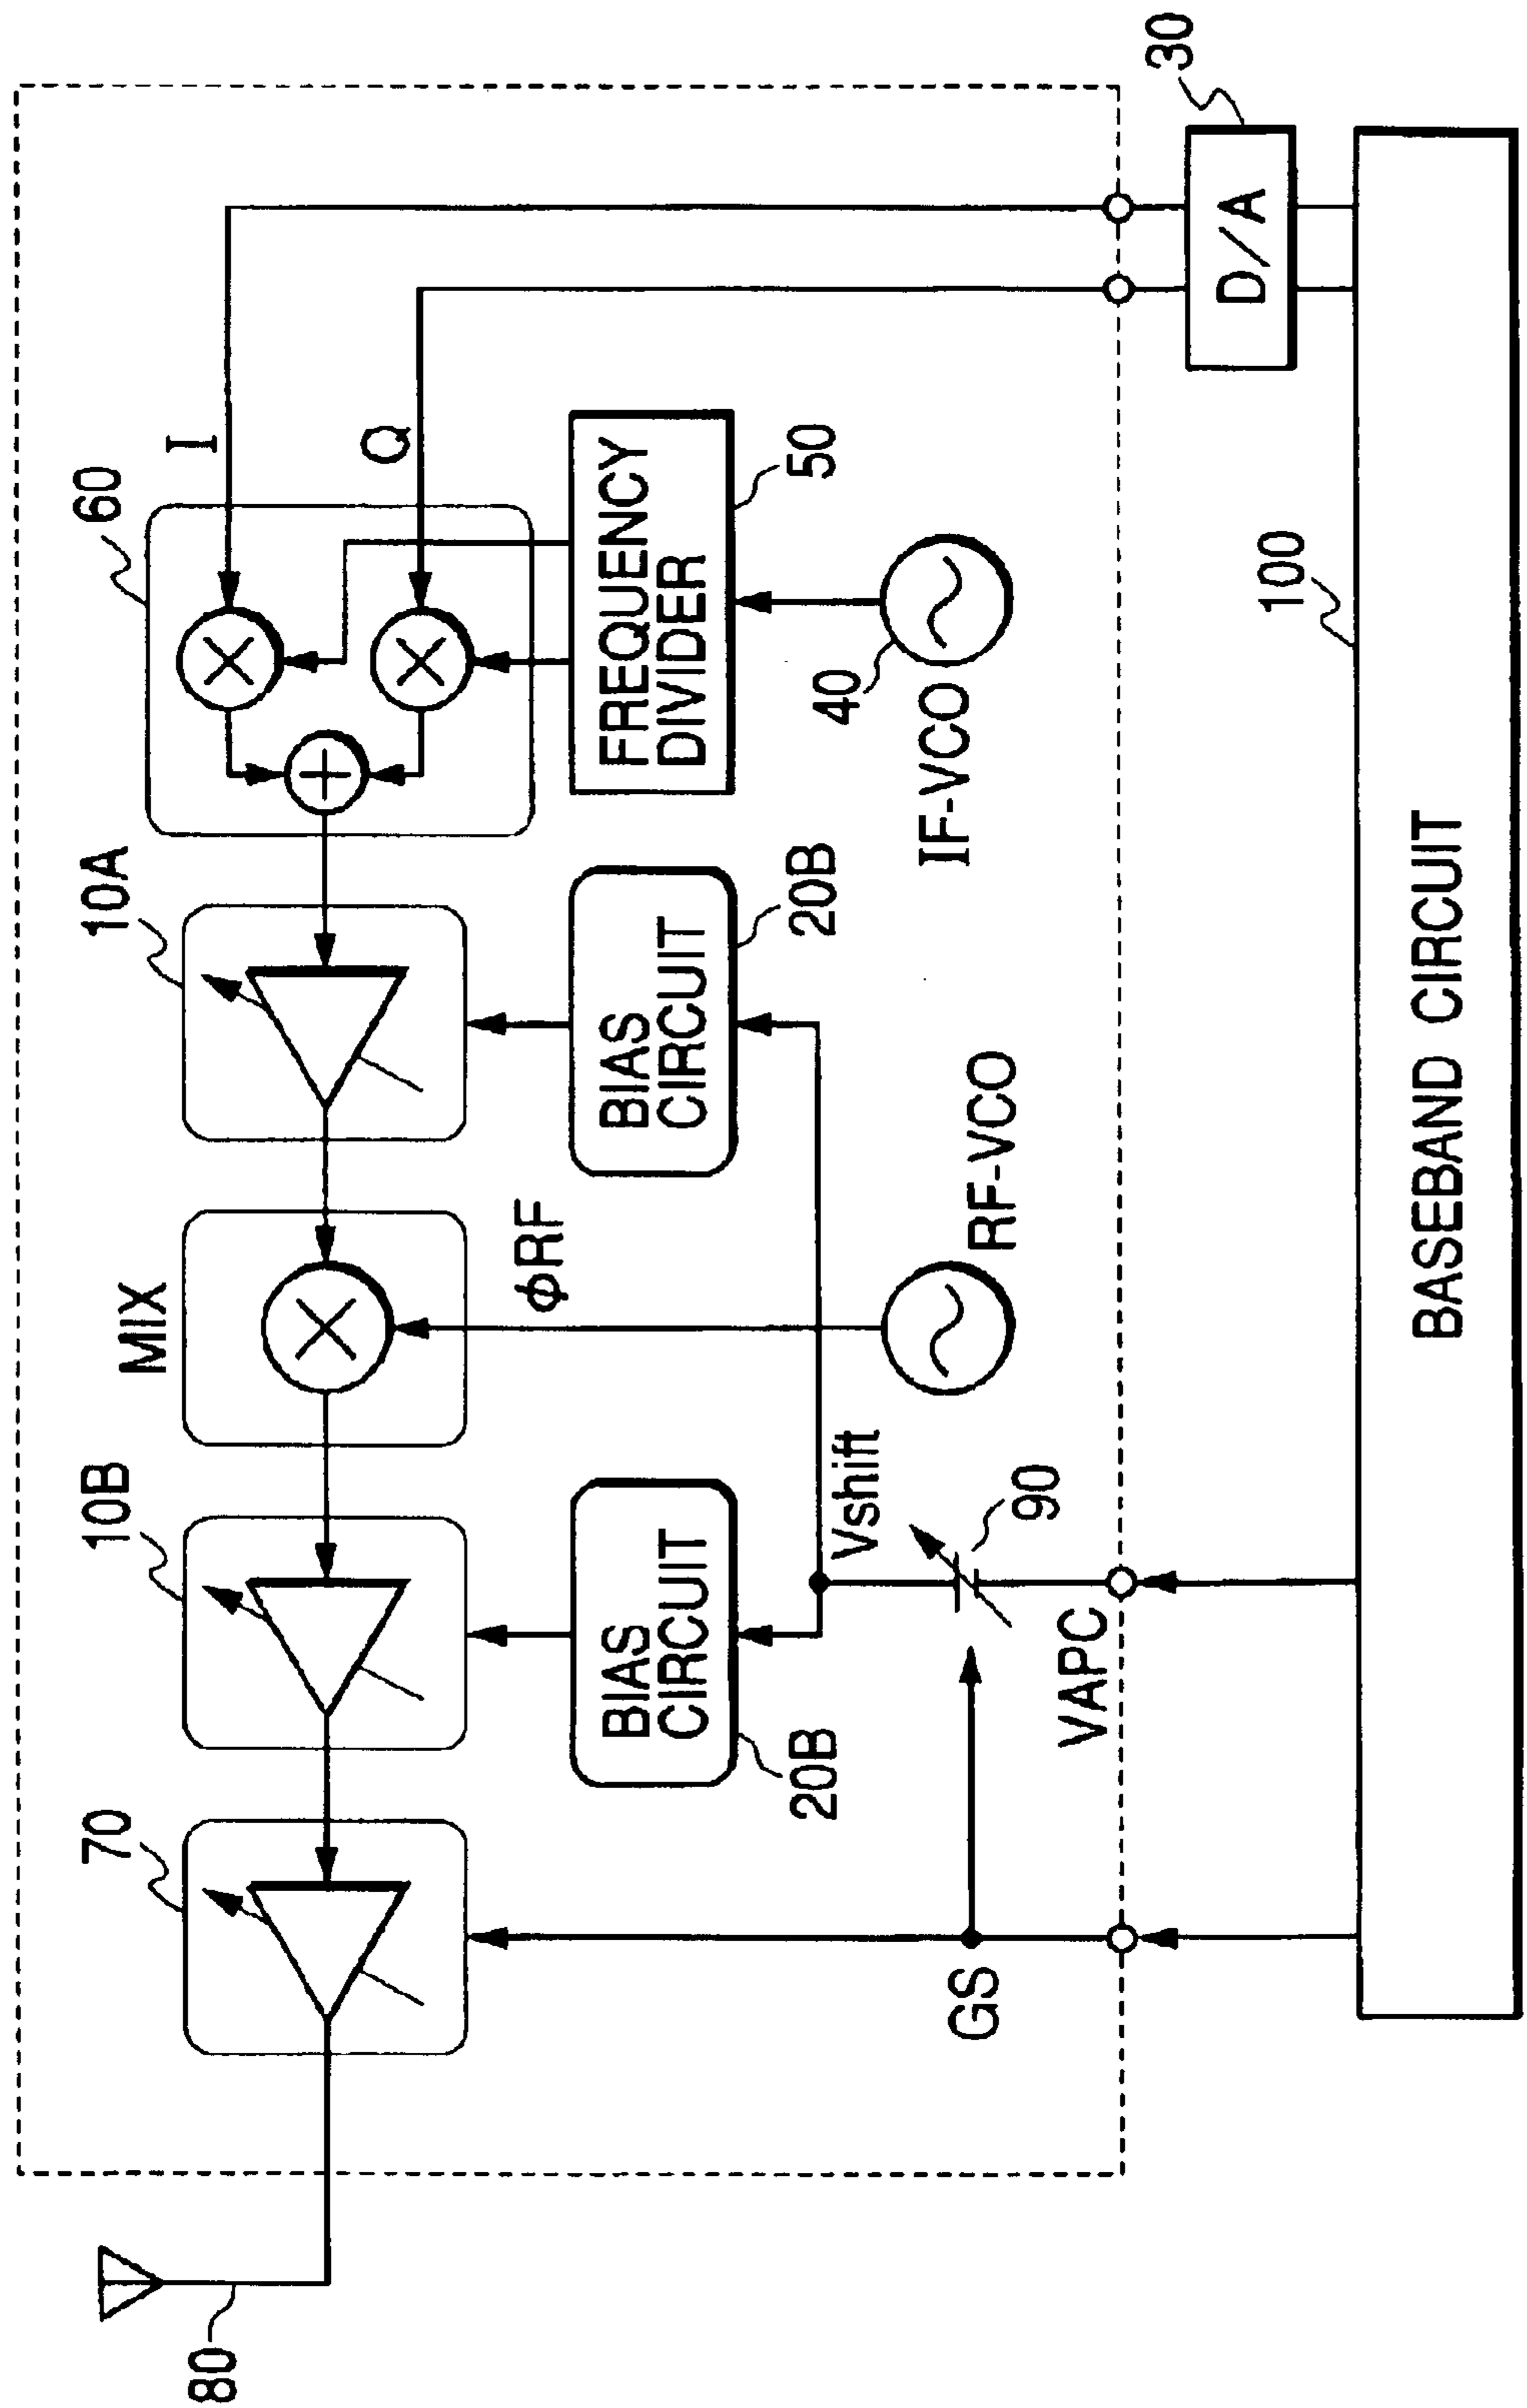 80
70
10B
MIX
10A
60
I
Q
φRF
BIAS
CIRCUIT
20B
BIAS
CIRCUIT
20B
FREQUENCY
DIVIDER
50
Vshift
40
GS
90
RF-VCO
IF-VCO
VAPC
D/A
30
100
BASEBAND CIRCUIT